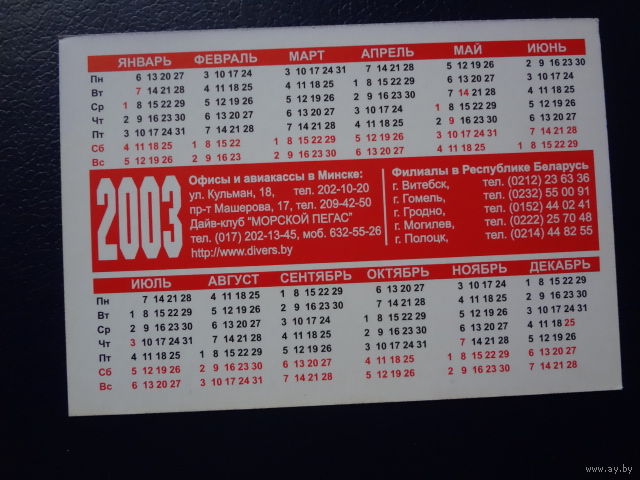 ЯНВАРЬ ФЕВРАЛЬ МАРТ АПРЕЛЬ МАЙ ИЮНЬ
Пн 6 13 20 27 3 10 17 24 3 10 17 24 31 7 14 21 28 5 12 19 26 2 9 16 23 30
Вт 7 14 21 28 4 11 18 25 4 11 18 25 1 8 15 22 29 6 13 20 27 3 10 17 24
Ср 1 8 15 22 29 5 12 19 26 5 12 19 26 2 9 16 23 30 7 14 21 28 4 11 18 25
Чт 2 9 16 23 30 6 13 20 27 6 13 20 27 3 10 17 24 1 8 15 22 29 5 12 19 26
Пт 3 10 17 24 31 7 14 21 28 7 14 21 28 4 11 18 25 2 9 16 23 30 6 13 20 27
Сб 4 11 18 25 1 8 15 22 1 8 15 22 29 5 12 19 26 3 10 17 24 31 7 14 21 28
Вс 5 12 19 26 2 9 16 23 2 9 16 23 30 6 13 20 27 4 11 18 25 1 8 15 22 29
2003
Офисы и авиакассы в Минске:
ул. Кульман, 18, тел. 202-10-20
пр-т Машерова, 17, тел. 209-42-50
Дайв-клуб "МОРСКОЙ ПЕГАС"
тел. (017) 202-13-45, моб. 632-55-26
http://www.divers.by
Филиалы в Республике Беларусь
г. Витебск, тел. (0212) 23 63 36
г. Гомель, тел. (0232) 55 00 91
г. Гродно, тел. (0152) 44 02 41
г. Могилев, тел. (0222) 25 70 48
г. Полоцк, тел. (0214) 44 82 55
ИЮЛЬ АВГУСТ СЕНТЯБРЬ ОКТЯБРЬ НОЯБРЬ ДЕКАБРЬ
Пн 7 14 21 28 4 11 18 25 1 8 15 22 29 6 13 20 27 3 10 17 24 1 8 15 22 29
Вт 1 8 15 22 29 5 12 19 26 2 9 16 23 30 7 14 21 28 4 11 18 25 2 9 16 23 30
Ср 2 9 16 23 30 6 13 20 27 3 10 17 24 1 8 15 22 29 5 12 19 26 3 10 17 24 31
Чт 3 10 17 24 31 7 14 21 28 4 11 18 25 2 9 16 23 30 6 13 20 27 4 11 18 25
Пт 4 11 18 25 1 8 15 22 29 5 12 19 26 3 10 17 24 31 7 14 21 28 5 12 19 26
Сб 5 12 19 26 2 9 16 23 30 6 13 20 27 4 11 18 25 1 8 15 22 29 6 13 20 27
Вс 6 13 20 27 3 10 17 24 31 7 14 21 28 5 12 19 26 2 9 16 23 30 7 14 21 28
www.ay.by